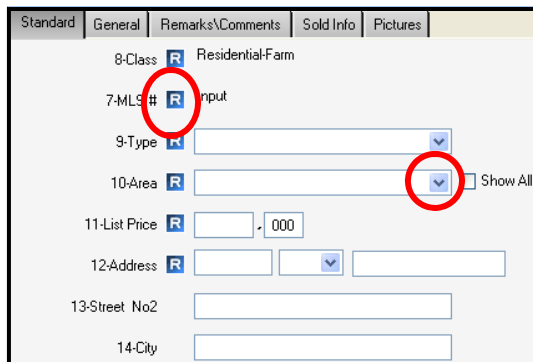 Standard General Remarks\Comments Sold Info Pictures
8-Class R Residential-Farm
7-MLS # R Input
9-Type R
10-Area R Show All
11-List Price R , 000
12-Address R
13-Street No2
14-City